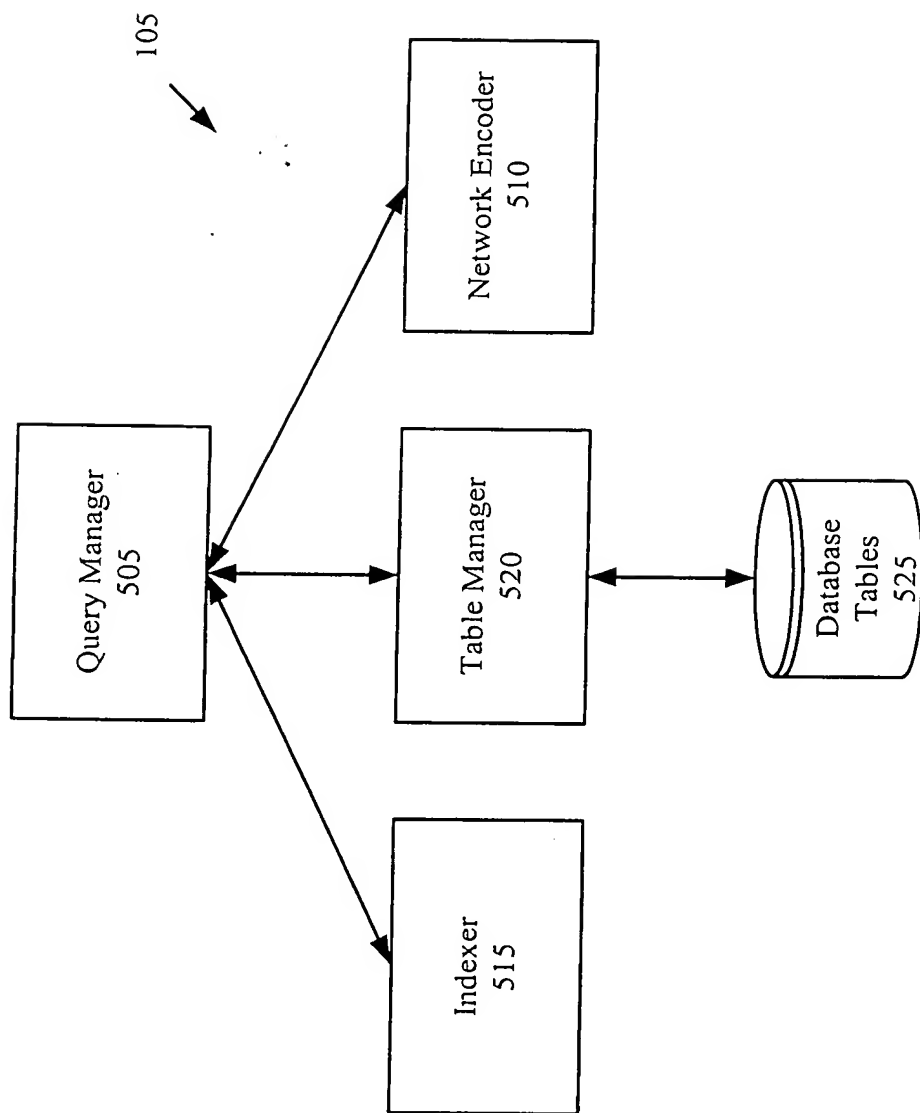 105
Query Manager
505
Indexer
515
Table Manager
520
Network Encoder
510
Database
Tables
525